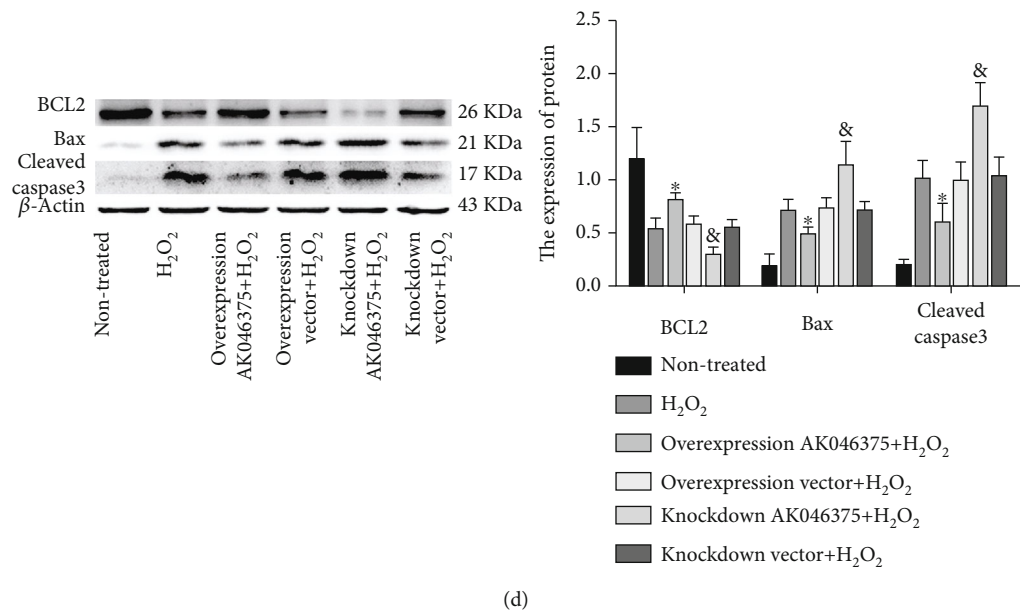 BCL2
26 KDa
Bax
21 KDa
Cleaved
caspase3
17 KDa
β-Actin
43 KDa
Non-treated
H₂O₂
Overexpression
AK046375+H₂O₂
Overexpression
vector+H₂O₂
Knockdown
AK046375+H₂O₂
Knockdown
vector+H₂O₂
The expression of protein
2.5
2.0
1.5
1.0
0.5
0.0
*
&
*
&
*
&
BCL2
Bax
Cleaved
caspase3
Non-treated
H₂O₂
Overexpression AK046375+H₂O₂
Overexpression vector+H₂O₂
Knockdown AK046375+H₂O₂
Knockdown vector+H₂O₂
(d)